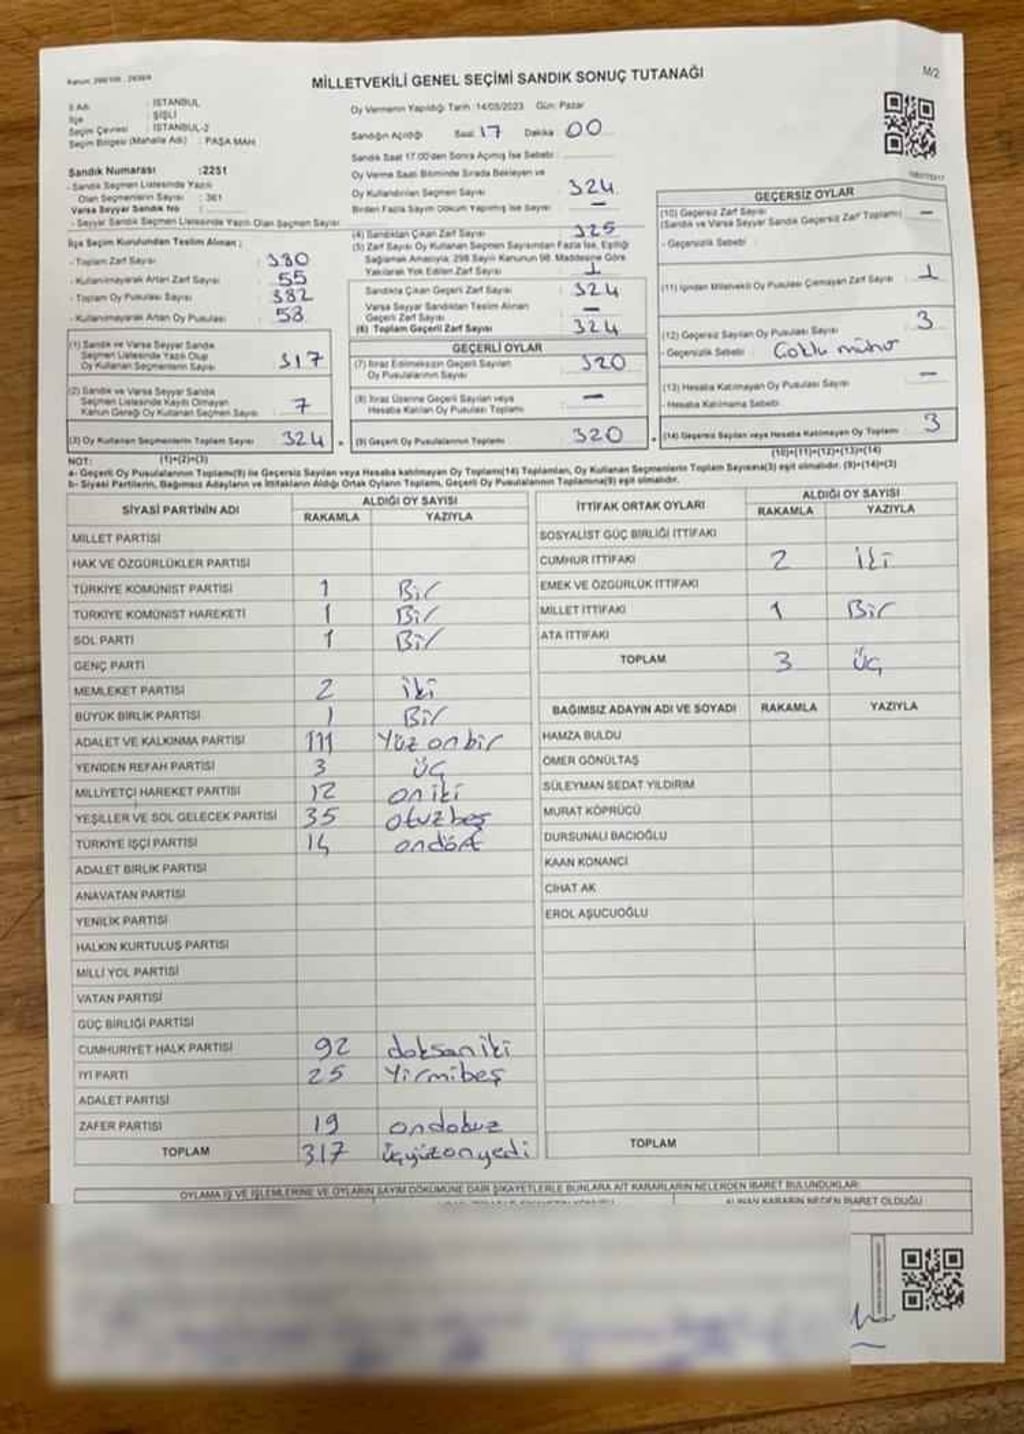 MİLLETVEKİLİ GENEL SEÇİMİ SANDIK SONUÇ TUTANAĞI
M/2
İli Adı : İSTANBUL
İlçe : ŞİŞLİ
Seçim Çevresi : İSTANBUL-2
Seçim Bölgesi (Mahalle Adı) : PAŞA MAH.
Oy Vermenin Yapıldığı Tarih: 14/05/2023 Gün: Pazar
Sandığın Açıldığı Saat 17 Dakika 00
Sandık Saat 17:00'den Sonra Açılmış İse Sebebi:
Sandık Numarası :2251
- Sandık Seçmen Listesinde Yazılı
Olan Seçmenlerin Sayısı : 361
Varsa Seyyar Sandık No :
- Seyyar Sandık Seçmen Listesinde Yazılı Olan Seçmen Sayısı:
İlçe Seçim Kurulundan Teslim Alınan :
- Toplam Zarf Sayısı : 380
- Kullanılmayarak Artan Zarf Sayısı : 55
- Toplam Oy Pusulası Sayısı : 382
- Kullanılmayarak Artan Oy Pusulası : 58
(1) Sandık ve Varsa Seyyar Sandık
Seçmen Listesinde Yazılı Olup
Oy Kullanan Seçmenlerin Sayısı : 317
(2) Sandık ve Varsa Seyyar Sandık
Seçmen Listesinde Kaydı Olmayan
Kanun Gereği Oy Kullanan Seçmen Sayısı : 7
(3) Oy Kullanan Seçmenlerin Toplam Sayısı : 324
(1)+(2)=(3)
Oy Verme Saati Bitiminde Sırada Bekleyen ve
Oy Kullandırılan Seçmen Sayısı : 324
Birden Fazla Sayım Döküm Yapılmış İse Sayısı : –
(4) Sandıktan Çıkan Zarf Sayısı : 325
(5) Zarf Sayısı Oy Kullanan Seçmen Sayısından Fazla İse, Eşitliği
Sağlamak Amacıyla; 298 Sayılı Kanunun 98. Maddesine Göre
Yakılarak Yok Edilen Zarf Sayısı : 1
Sandıkta Çıkan Geçerli Zarf Sayısı : 324
Varsa Seyyar Sandıktan Teslim Alınan
Geçerli Zarf Sayısı : –
(6) Toplam Geçerli Zarf Sayısı : 324
GEÇERLİ OYLAR
(7) İtiraz Edilmeksizin Geçerli Sayılan
Oy Pusulalarının Sayısı : 320
(8) İtiraz Üzerine Geçerli Sayılan veya
Hesaba Katılan Oy Pusulaları Toplamı : –
(9) Geçerli Oy Pusulalarının Toplamı : 320
GEÇERSİZ OYLAR
(10) Geçersiz Zarf Sayısı
(Sandık ve Varsa Seyyar Sandık Geçersiz Zarf Toplamı) : –
- Geçersizlik Sebebi :
(11) İçinden Milletvekili Oy Pusulası Çıkmayan Zarf Sayısı : 1
(12) Geçersiz Sayılan Oy Pusulası Sayısı : 3
- Geçersizlik Sebebi : Çoklu mühür
(13) Hesaba Katılmayan Oy Pusulası Sayısı : –
- Hesaba Katılmama Sebebi:
(14) Geçersiz Sayılan veya Hesaba Katılmayan Oy Toplamı : 3
(10)+(11)+(12)+(13)=(14)
NOT:
a- Geçerli Oy Pusulalarının Toplamı(9) ile Geçersiz Sayılan veya Hesaba katılmayan Oy Toplamı(14) Toplamları, Oy Kullanan Seçmenlerin Toplam Sayısına(3) eşit olmalıdır. (9)+(14)=(3)
b- Siyasi Partilerin, Bağımsız Adayların ve İttifakların Aldığı Ortak Oyların Toplamı, Geçerli Oy Pusulalarının Toplamına(9) eşit olmalıdır.
SİYASİ PARTİNİN ADI ALDIĞI OY SAYISI
RAKAMLA YAZIYLA
MİLLET PARTİSİ
HAK VE ÖZGÜRLÜKLER PARTİSİ
TÜRKİYE KOMÜNİST PARTİSİ 1 Bir
TÜRKİYE KOMÜNİST HAREKETİ 1 Bir
SOL PARTİ 1 Bir
GENÇ PARTİ
MEMLEKET PARTİSİ 2 iki
BÜYÜK BİRLİK PARTİSİ 1 Bir
ADALET VE KALKINMA PARTİSİ 111 Yüz on bir
YENİDEN REFAH PARTİSİ 3 üç
MİLLİYETÇİ HAREKET PARTİSİ 12 on iki
YEŞİLLER VE SOL GELECEK PARTİSİ 35 otuzbeş
TÜRKİYE İŞÇİ PARTİSİ 14 ondört
ADALET BİRLİK PARTİSİ
ANAVATAN PARTİSİ
YENİLİK PARTİSİ
HALKIN KURTULUŞ PARTİSİ
MİLLİ YOL PARTİSİ
VATAN PARTİSİ
GÜÇ BİRLİĞİ PARTİSİ
CUMHURİYET HALK PARTİSİ 92 doksan iki
İYİ PARTİ 25 Yirmibeş
ADALET PARTİSİ
ZAFER PARTİSİ 19 ondokuz
TOPLAM 317 üçyüzonyedi
İTTİFAK ORTAK OYLARI ALDIĞI OY SAYISI
RAKAMLA YAZIYLA
SOSYALİST GÜÇ BİRLİĞİ İTTİFAKI
CUMHUR İTTİFAKI 2 iki
EMEK VE ÖZGÜRLÜK İTTİFAKI
MİLLET İTTİFAKI 1 Bir
ATA İTTİFAKI
TOPLAM 3 üç
BAĞIMSIZ ADAYIN ADI VE SOYADI RAKAMLA YAZIYLA
HAMZA BULDU
ÖMER GÖNÜLTAŞ
SÜLEYMAN SEDAT YILDIRIM
MURAT KÖPRÜCÜ
DURSUNALİ BACIOĞLU
KAAN KONANCI
CİHAT AK
EROL AŞUCUOĞLU
TOPLAM
OYLAMA İŞ VE İŞLEMLERİNE VE OYLARIN SAYIM DÖKÜMÜNE DAİR ŞİKAYETLERLE BUNLARA AİT KARARLARIN NELERDEN İBARET BULUNDUKLARI
ALINAN KARARIN NEDEN İBARET OLDUĞU